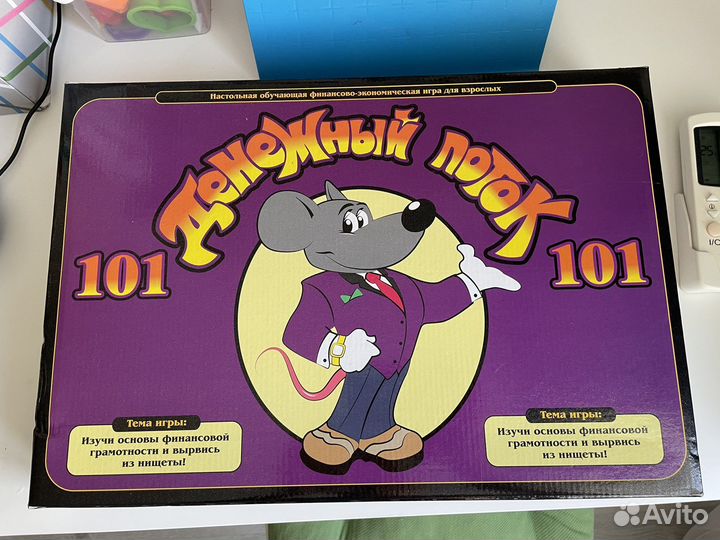 Настольная обучающая финансово-экономическая игра для взрослых
Денежный поток
101
101
Тема игры:
Изучи основы финансовой
грамотности и вырвись
из нищеты!
Тема игры:
Изучи основы финансовой
грамотности и вырвись
из нищеты!
25
I/C
Avito